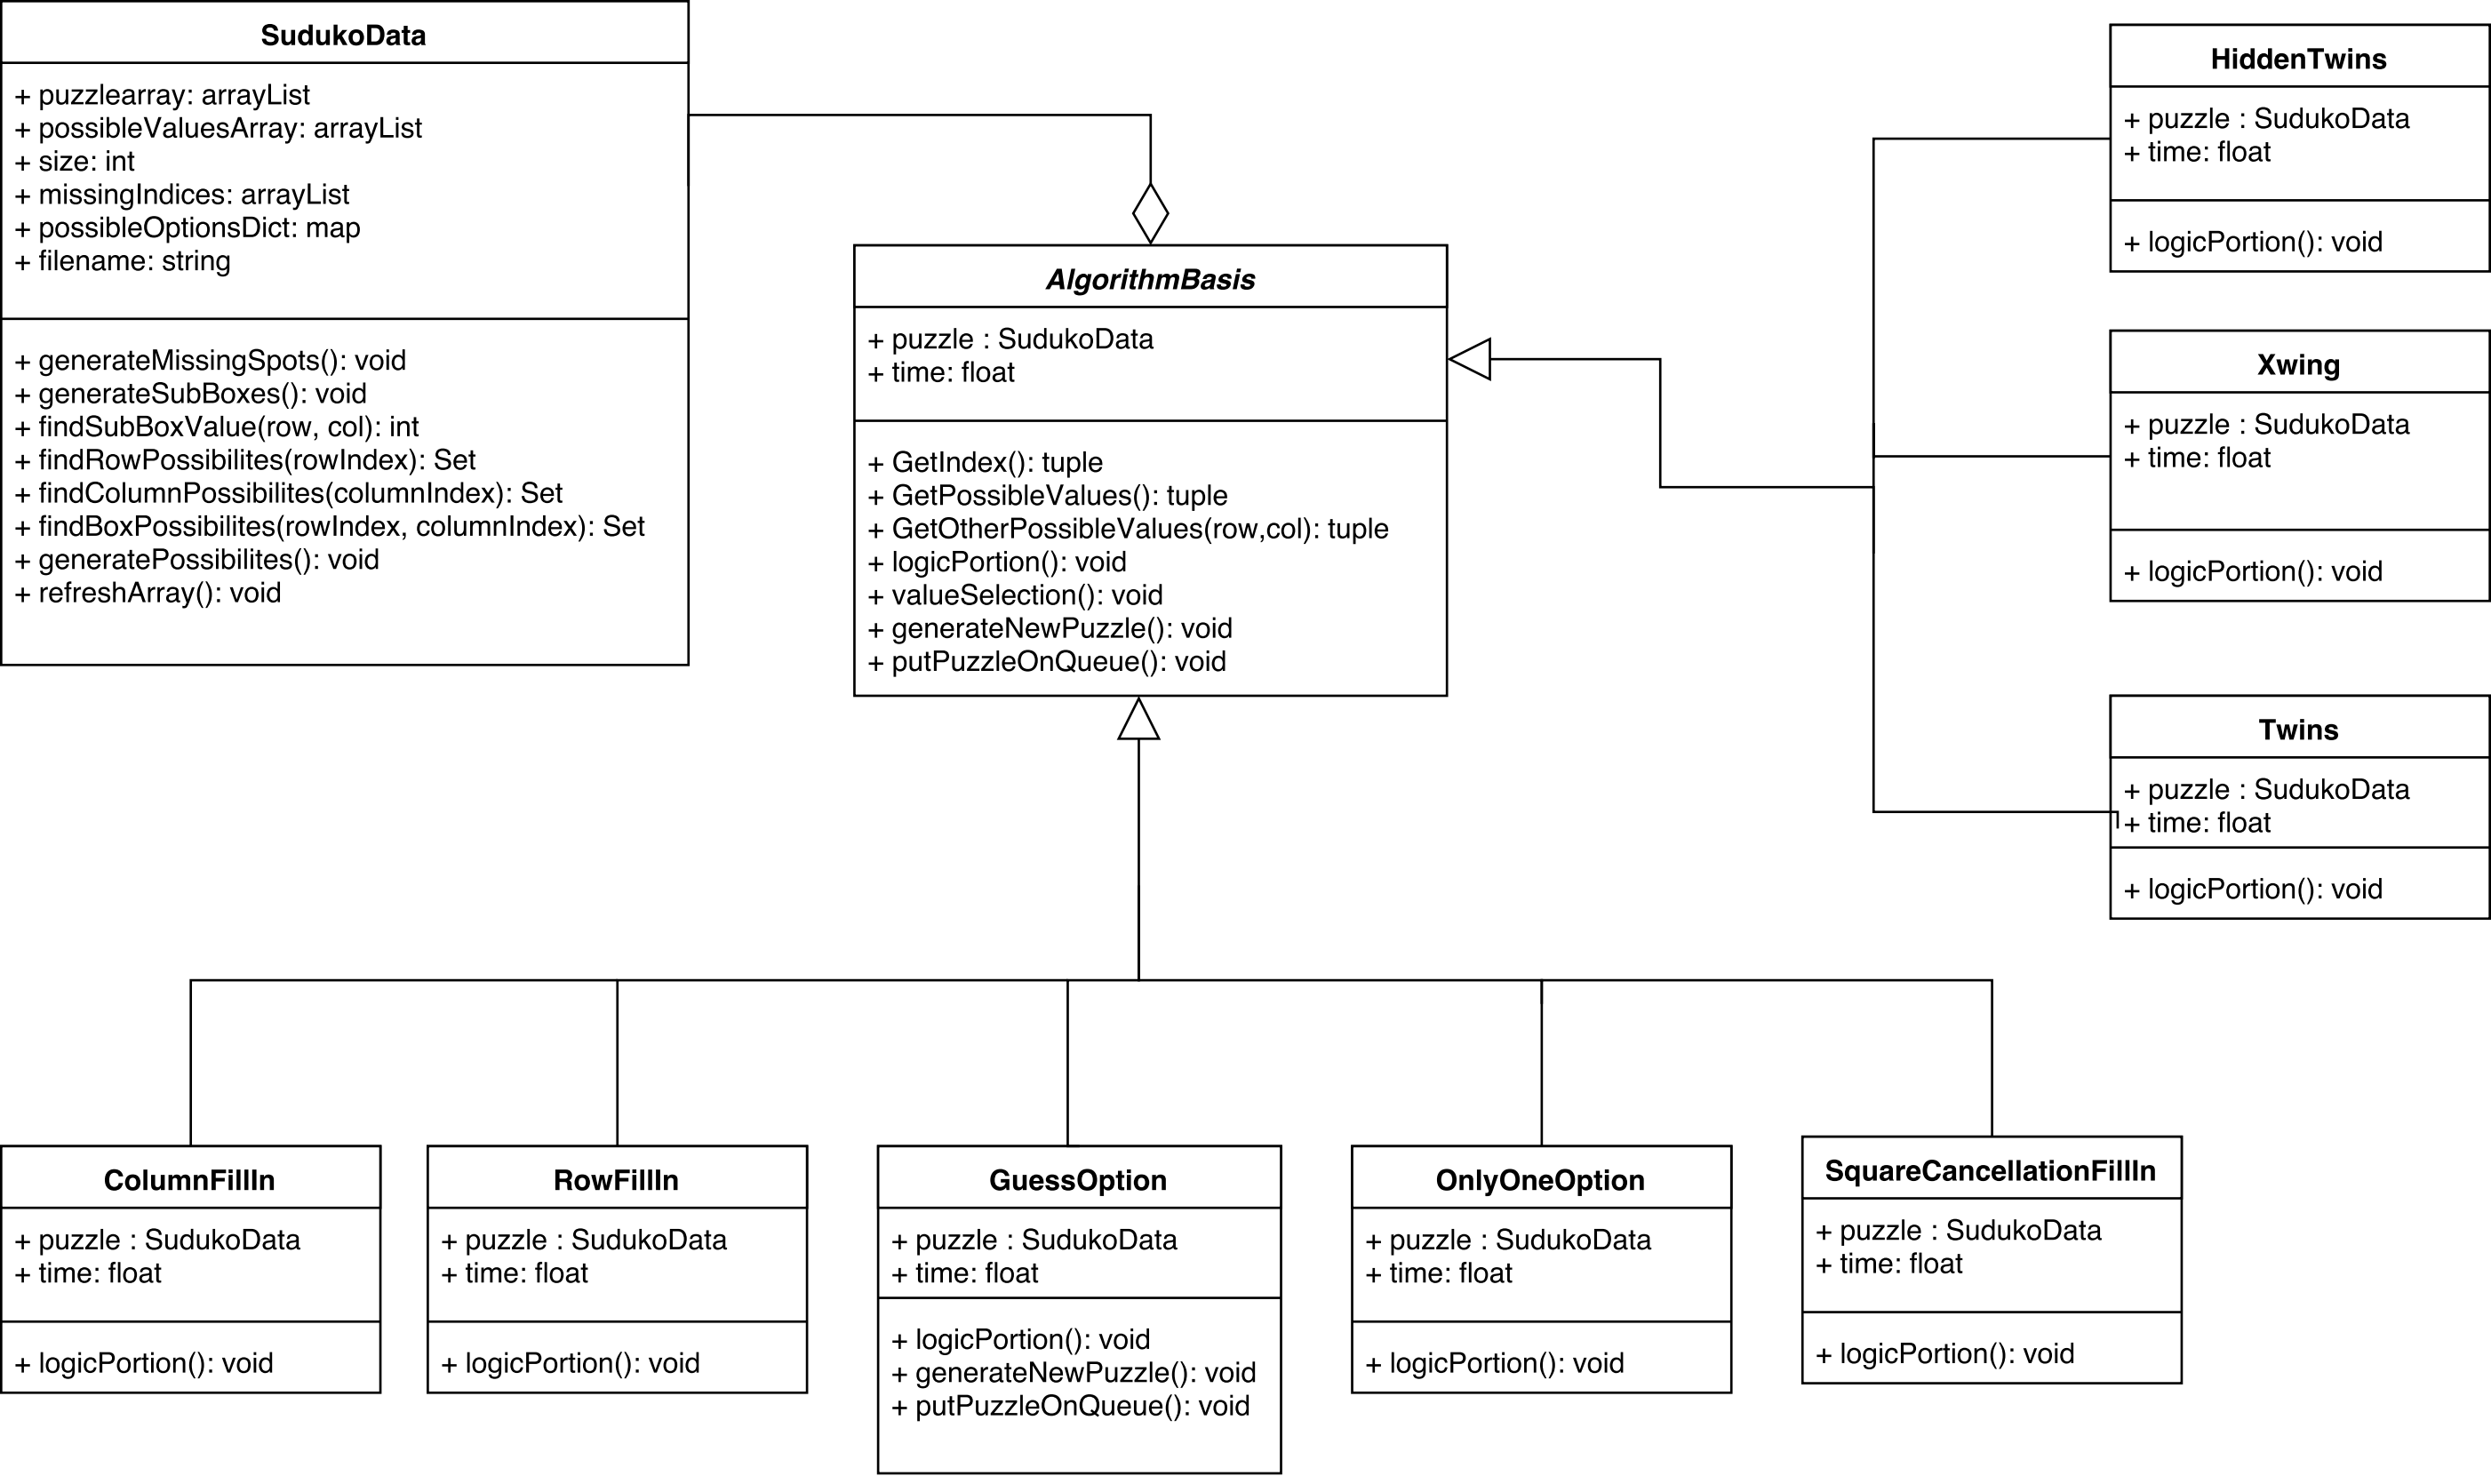 SudukoData
+ puzzlearray: arrayList
+ possibleValuesArray: arrayList
+ size: int
+ missingIndices: arrayList
+ possibleOptionsDict: map
+ filename: string
+ generateMissingSpots(): void
+ generateSubBoxes(): void
+ findSubBoxValue(row, col): int
+ findRowPossibilites(rowIndex): Set
+ findColumnPossibilites(columnIndex): Set
+ findBoxPossibilites(rowIndex, columnIndex): Set
+ generatePossibilites(): void
+ refreshArray(): void
AlgorithmBasis
+ puzzle : SudukoData
+ time: float
+ GetIndex(): tuple
+ GetPossibleValues(): tuple
+ GetOtherPossibleValues(row,col): tuple
+ logicPortion(): void
+ valueSelection(): void
+ generateNewPuzzle(): void
+ putPuzzleOnQueue(): void
HiddenTwins
+ puzzle : SudukoData
+ time: float
+ logicPortion(): void
Xwing
+ puzzle : SudukoData
+ time: float
+ logicPortion(): void
Twins
+ puzzle : SudukoData
+ time: float
+ logicPortion(): void
ColumnFillIn
+ puzzle : SudukoData
+ time: float
+ logicPortion(): void
RowFillIn
+ puzzle : SudukoData
+ time: float
+ logicPortion(): void
GuessOption
+ puzzle : SudukoData
+ time: float
+ logicPortion(): void
+ generateNewPuzzle(): void
+ putPuzzleOnQueue(): void
OnlyOneOption
+ puzzle : SudukoData
+ time: float
+ logicPortion(): void
SquareCancellationFillIn
+ puzzle : SudukoData
+ time: float
+ logicPortion(): void